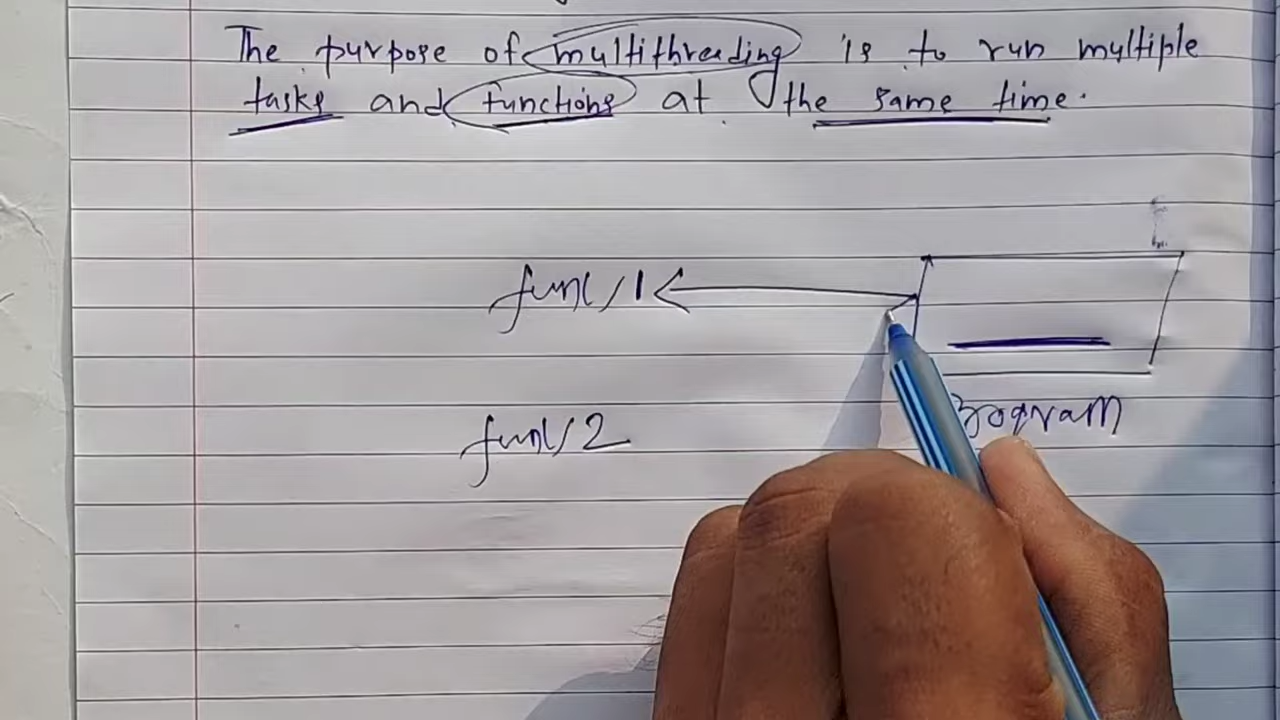 The purpose of multithreading is to run multiple
tasks and functions at the same time.
func/1
func/2